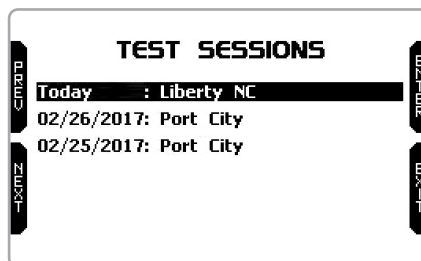 TEST SESSIONS
PREV
ENTER
Today : Liberty NC
02/26/2017: Port City
02/25/2017: Port City
NEXT
EXIT